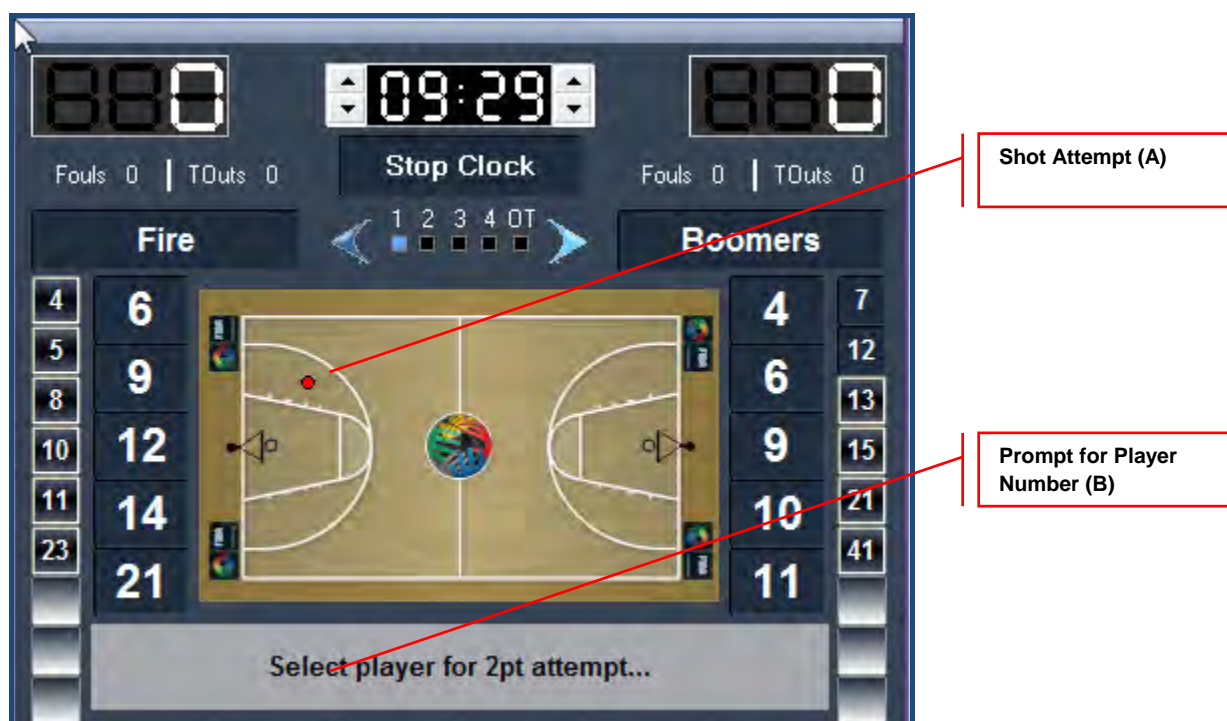 0
09:29
0
Fouls 0 | TOuts 0
Stop Clock
Fouls 0 | TOuts 0
Shot Attempt (A)
1 2 3 4 OT
Fire
Boomers
4
5
8
10
11
23
6
9
12
14
21
4
6
9
10
11
7
12
13
15
21
41
Prompt for Player
Number (B)
Select player for 2pt attempt...